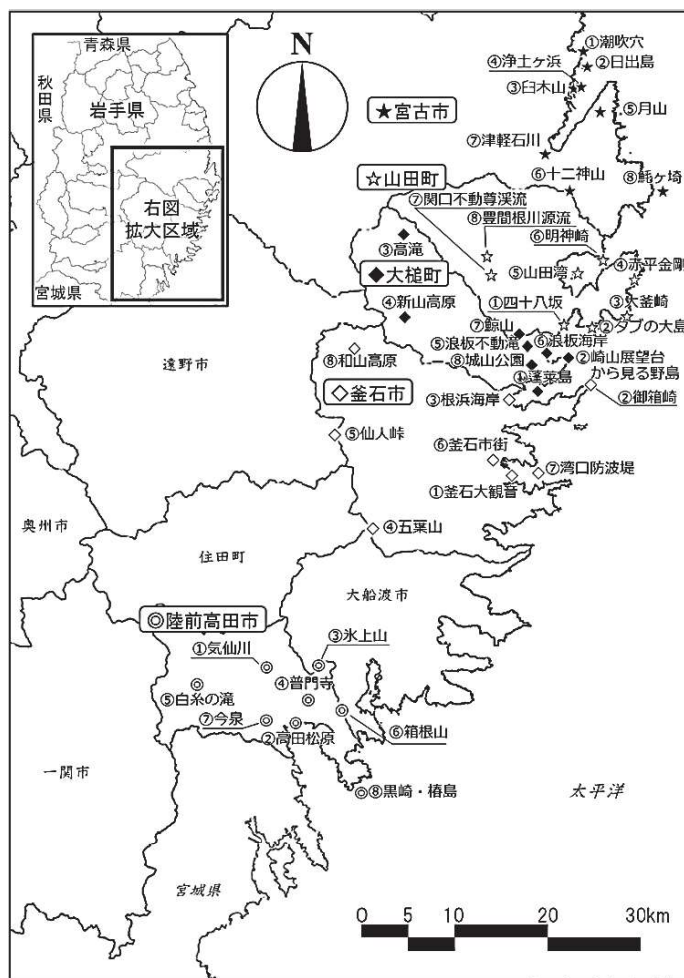 青森県
秋田県
岩手県
右図
拡大区域
宮城県
N
★宮古市
①潮吹穴
②日出島
④浄土ヶ浜
③臼木山
⑤月山
⑦津軽石川
⑥十二神山
⑧魹ヶ埼
☆山田町
⑦関口不動尊渓流
⑧豊間根川源流
⑥明神崎
③高滝
◆大槌町
⑤山田湾
④赤平金剛
④新山高原
①四十八坂
③大釜崎
⑦鯨山
②タブの大島
⑤浪板不動滝
⑥浪板海岸
⑧和山高原
⑧城山公園
②崎山展望台
から見る野島
①蓬莱島
◇釜石市
③根浜海岸
②御箱崎
遠野市
⑤仙人峠
⑥釜石市街
⑦湾口防波堤
①釜石大観音
奥州市
④五葉山
住田町
大船渡市
◎陸前高田市
①気仙川
③氷上山
④普門寺
⑤白糸の滝
⑦今泉
②高田松原
⑥箱根山
一関市
⑧黒崎・椿島
太平洋
宮城県
0 5 10 20 30km